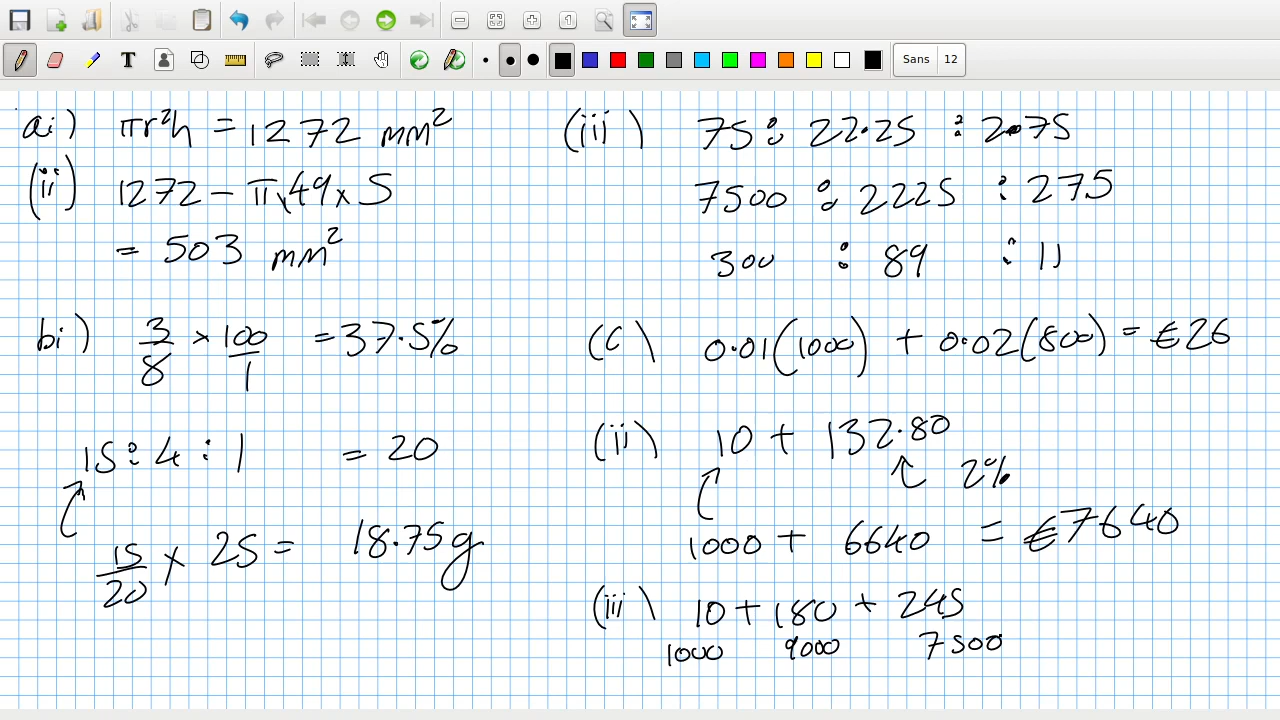 Sans 12
ai) πr²h = 1272 mm²
(ii) 1272 - π×49×5
= 503 mm²
bi) 3/8 × 100/1 = 37.5%
15:4:1 = 20
15/20 × 25 = 18.75g
(iii) 75 : 22.25 : 2.75
7500 : 2225 : 275
300 : 89 : 11
(c) 0.01(1000) + 0.02(800) = €26
(ii) 10 + 132.80
2%
1000 + 6640 = €7640
(iii) 10 + 180 + 245
1000 9000 7500